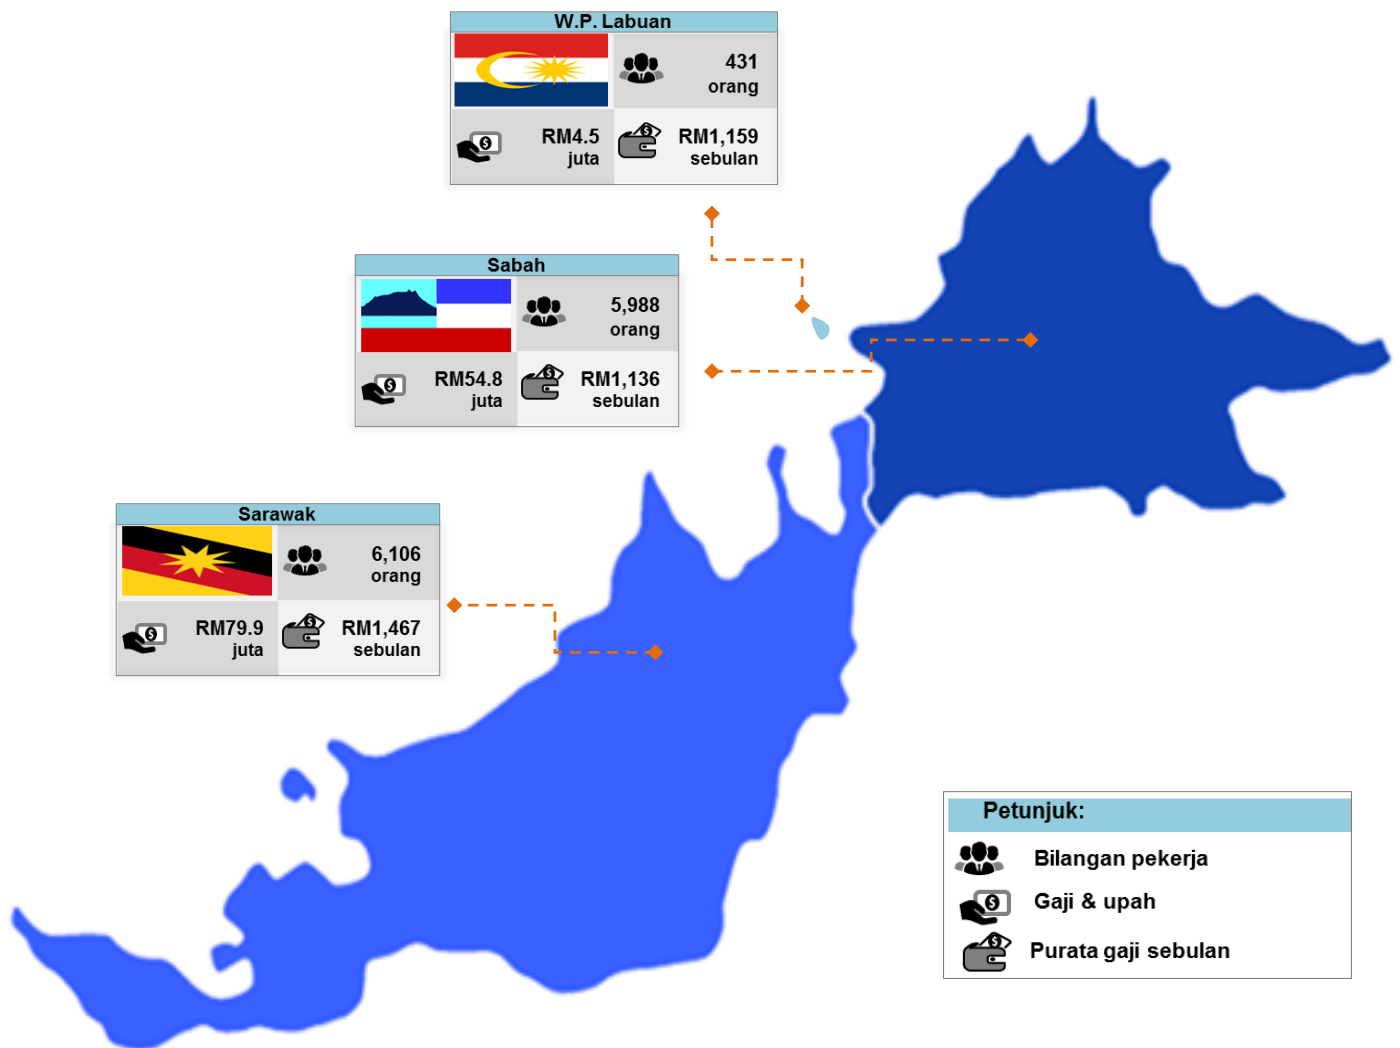 W.P. Labuan
431
orang
RM4.5
juta
RM1,159
sebulan
Sabah
5,988
orang
RM54.8
juta
RM1,136
sebulan
Sarawak
6,106
orang
RM79.9
juta
RM1,467
sebulan
Petunjuk:
Bilangan pekerja
Gaji & upah
Purata gaji sebulan